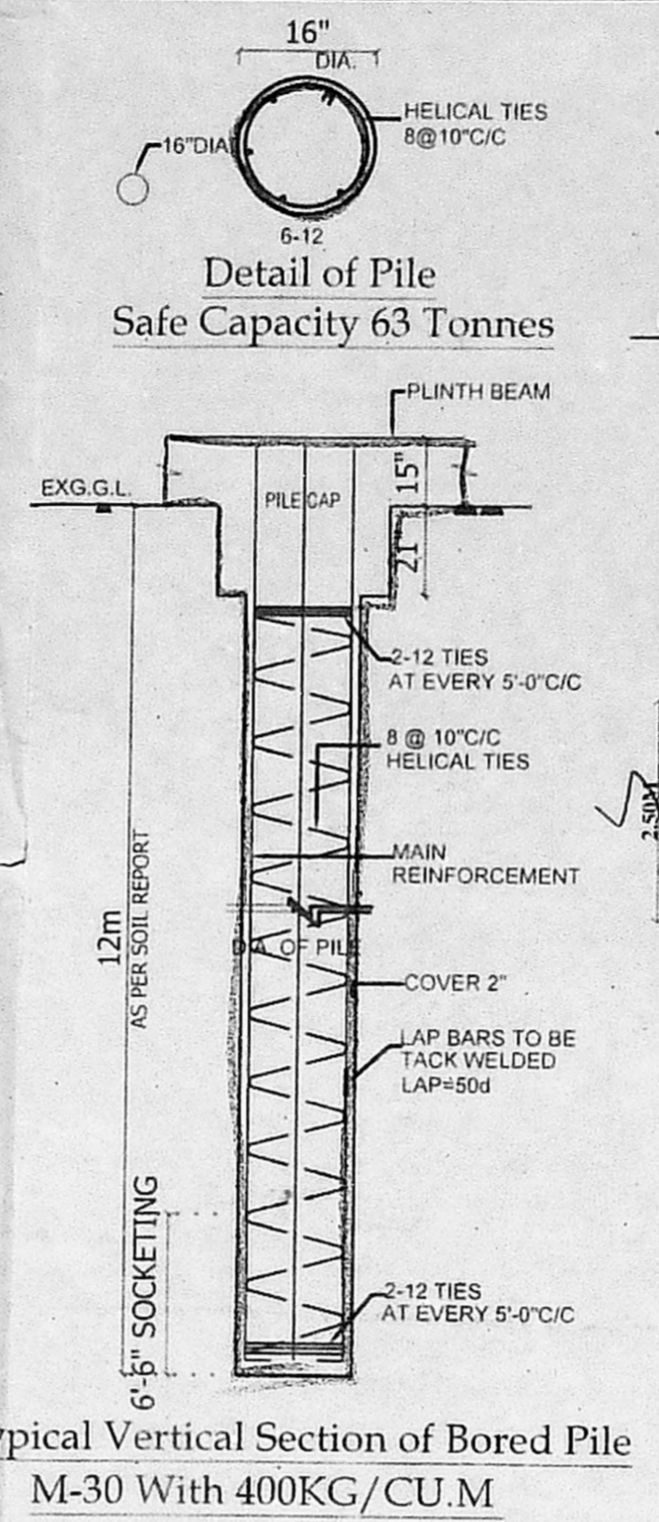 16"
DIA.
HELICAL TIES
8@10"C/C
16"DIA
6-12
Detail of Pile
Safe Capacity 63 Tonnes
PLINTH BEAM
EXG.G.L.
PILE CAP
15"
21"
2-12 TIES
AT EVERY 5'-0"C/C
8 @ 10"C/C
HELICAL TIES
MAIN
REINFORCEMENT
12m
AS PER SOIL REPORT
DIA. OF PILE
COVER 2"
LAP BARS TO BE
TACK WELDED
LAP=50d
6'-6" SOCKETING
2-12 TIES
AT EVERY 5'-0"C/C
ypical Vertical Section of Bored Pile
M-30 With 400KG/CU.M